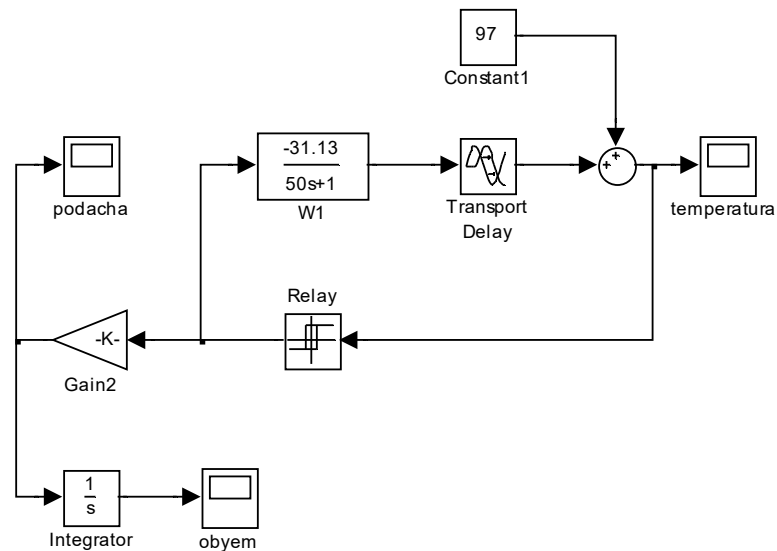 97
Constant1
-31.13
50s+1
W1
Transport
Delay
podacha
temperatura
Relay
-K-
Gain2
1
s
Integrator
obyem